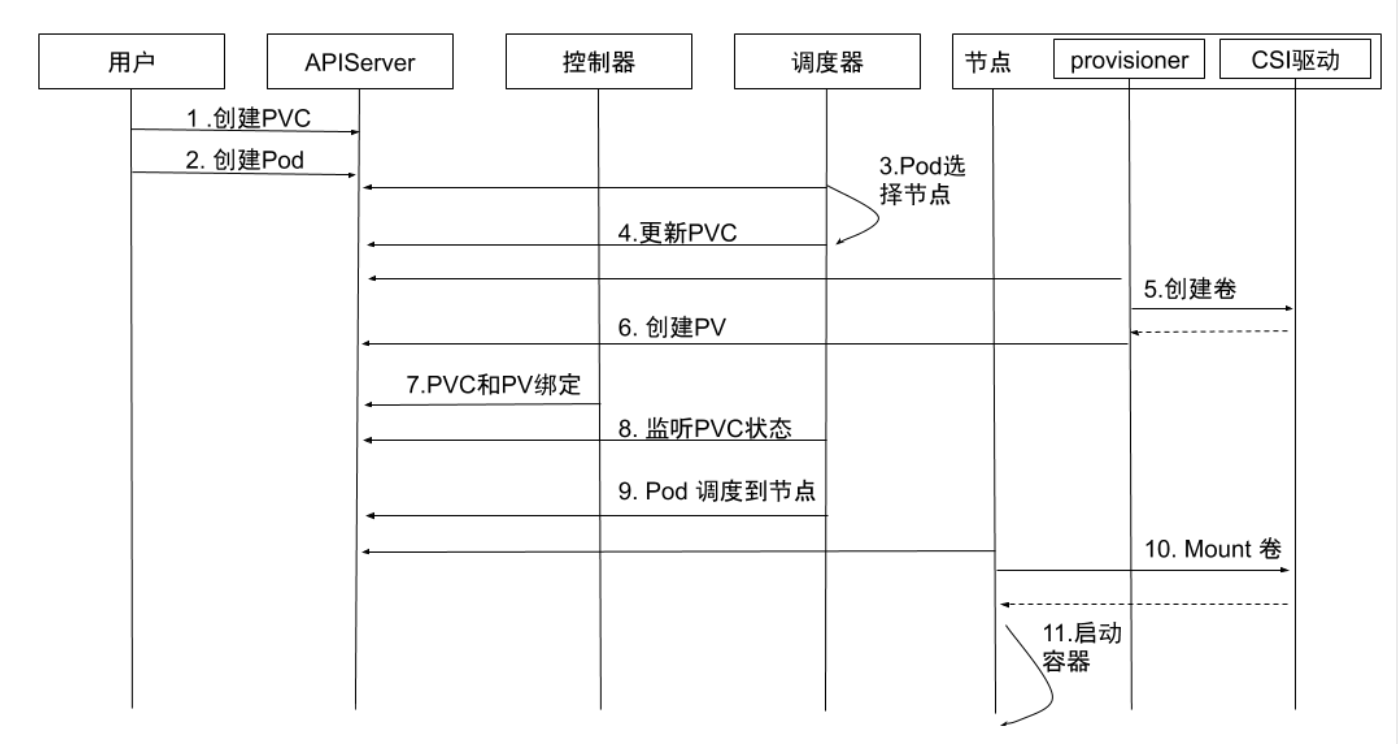 用户
APIServer
控制器
调度器
节点
provisioner
CSI驱动
1 .创建PVC
2. 创建Pod
3.Pod选
择节点
4.更新PVC
5.创建卷
6. 创建PV
7.PVC和PV绑定
8. 监听PVC状态
9. Pod 调度到节点
10. Mount 卷
11.启动
容器